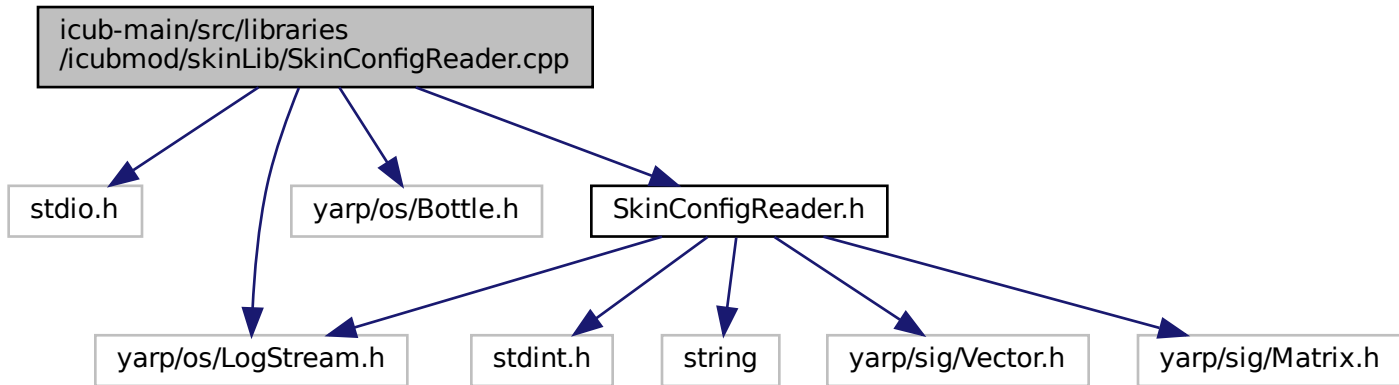 icub-main/src/libraries
/icubmod/skinLib/SkinConfigReader.cpp
stdio.h
yarp/os/Bottle.h
SkinConfigReader.h
yarp/os/LogStream.h
stdint.h
string
yarp/sig/Vector.h
yarp/sig/Matrix.h